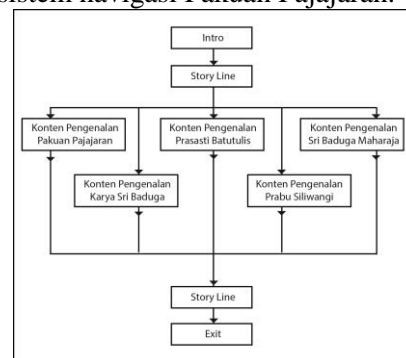 sistem navigasi Pakuan Pajajaran.
Intro
Story Line
Konten Pengenalan
Pakuan Pajajaran
Konten Pengenalan
Prasasti Batutulis
Konten Pengenalan
Sri Baduga Maharaja
Konten Pengenalan
Karya Sri Baduga
Konten Pengenalan
Prabu Siliwangi
Story Line
Exit